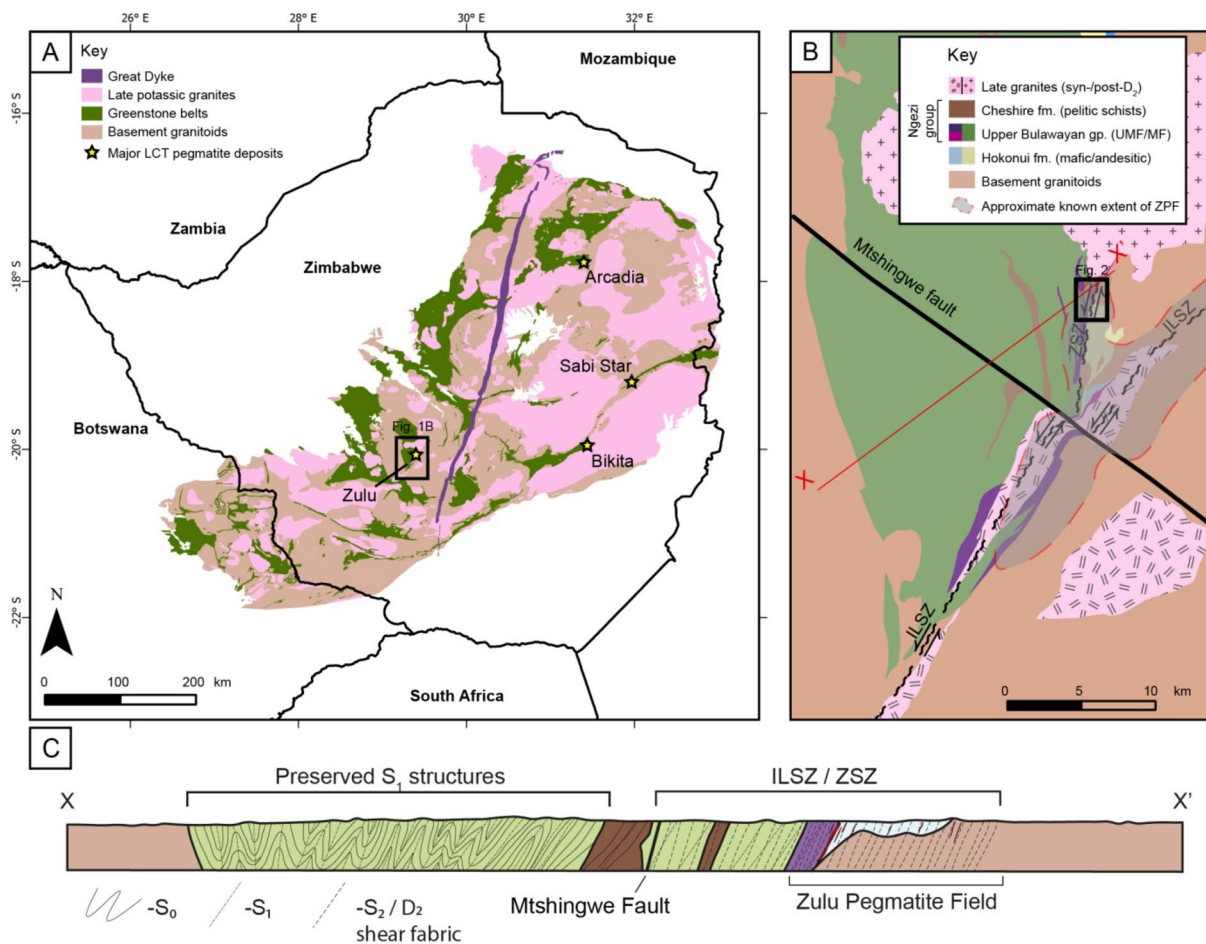 26° E
28° E
30° E
32° E
A
Key
Great Dyke
Late potassic granites
Greenstone belts
Basement granitoids
Major LCT pegmatite deposits
-16° S
-18° S
-20° S
-22° S
Mozambique
Zambia
Zimbabwe
Botswana
South Africa
Arcadia
Sabi Star
Bikita
Fig. 1B
Zulu
N
0 100 200 km
B
Key
Late granites (syn-/post-D₂)
Ngezi group
Cheshire fm. (pelitic schists)
Upper Bulawayan gp. (UMF/MF)
Hokonui fm. (mafic/andesitic)
Basement granitoids
Approximate known extent of ZPF
Mtshingwe fault
X'
Fig. 2
ZSZ
ILSZ
X
ILSZ
0 5 10 km
C
Preserved S₁ structures
ILSZ / ZSZ
X
X'
-S₀
-S₁
-S₂ / D₂
shear fabric
Mtshingwe Fault
Zulu Pegmatite Field